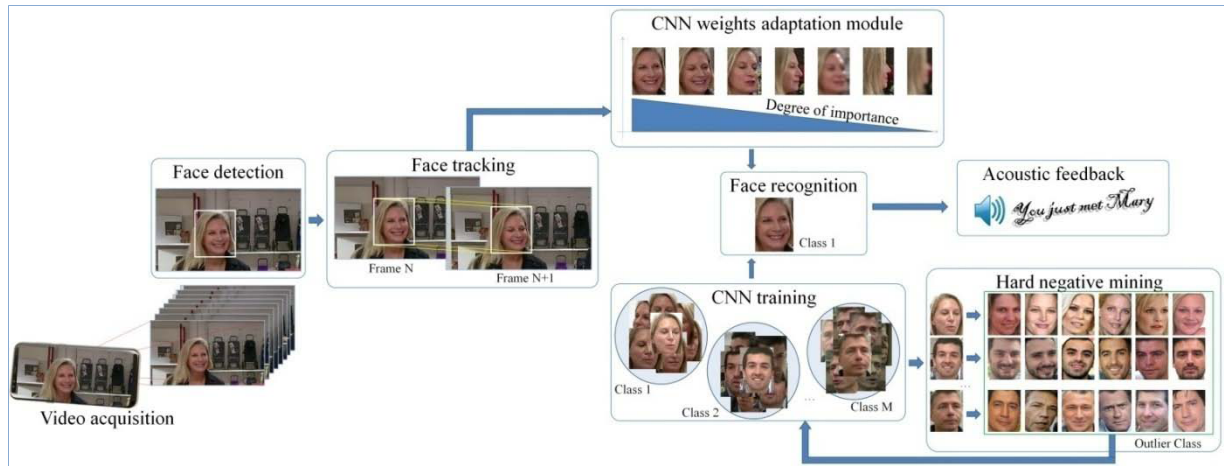 CNN weights adaptation module
Degree of importance
Face detection
Face tracking
Frame N
Frame N+1
Face recognition
Class 1
Acoustic feedback
You just met Mary
Video acquisition
CNN training
Class 1
Class 2
...
Class M
Hard negative mining
...
...
Outlier Class